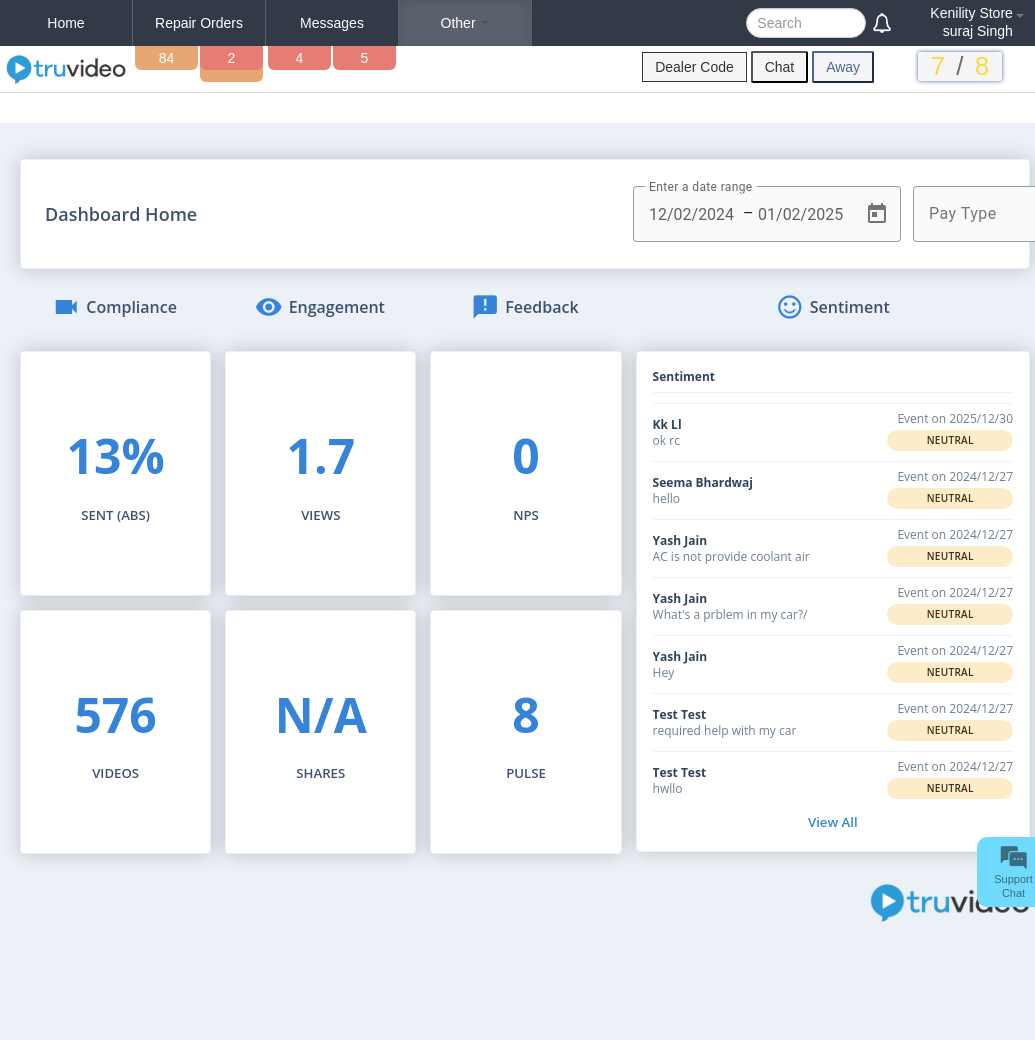 Home Repair Orders Messages Other Search Kenility Store
suraj Singh
truvideo 84 2 4 5 Dealer Code Chat Away 7 / 8
Dashboard Home
Enter a date range
12/02/2024 – 01/02/2025
Pay Type
Compliance Engagement Feedback Sentiment
13%
SENT (ABS)
1.7
VIEWS
0
NPS
576
VIDEOS
N/A
SHARES
8
PULSE
Sentiment
Kk Ll Event on 2025/12/30
ok rc NEUTRAL
Seema Bhardwaj Event on 2024/12/27
hello NEUTRAL
Yash Jain Event on 2024/12/27
AC is not provide coolant air NEUTRAL
Yash Jain Event on 2024/12/27
What's a prblem in my car?/ NEUTRAL
Yash Jain Event on 2024/12/27
Hey NEUTRAL
Test Test Event on 2024/12/27
required help with my car NEUTRAL
Test Test Event on 2024/12/27
hwllo NEUTRAL
View All
Support
Chat
truvideo